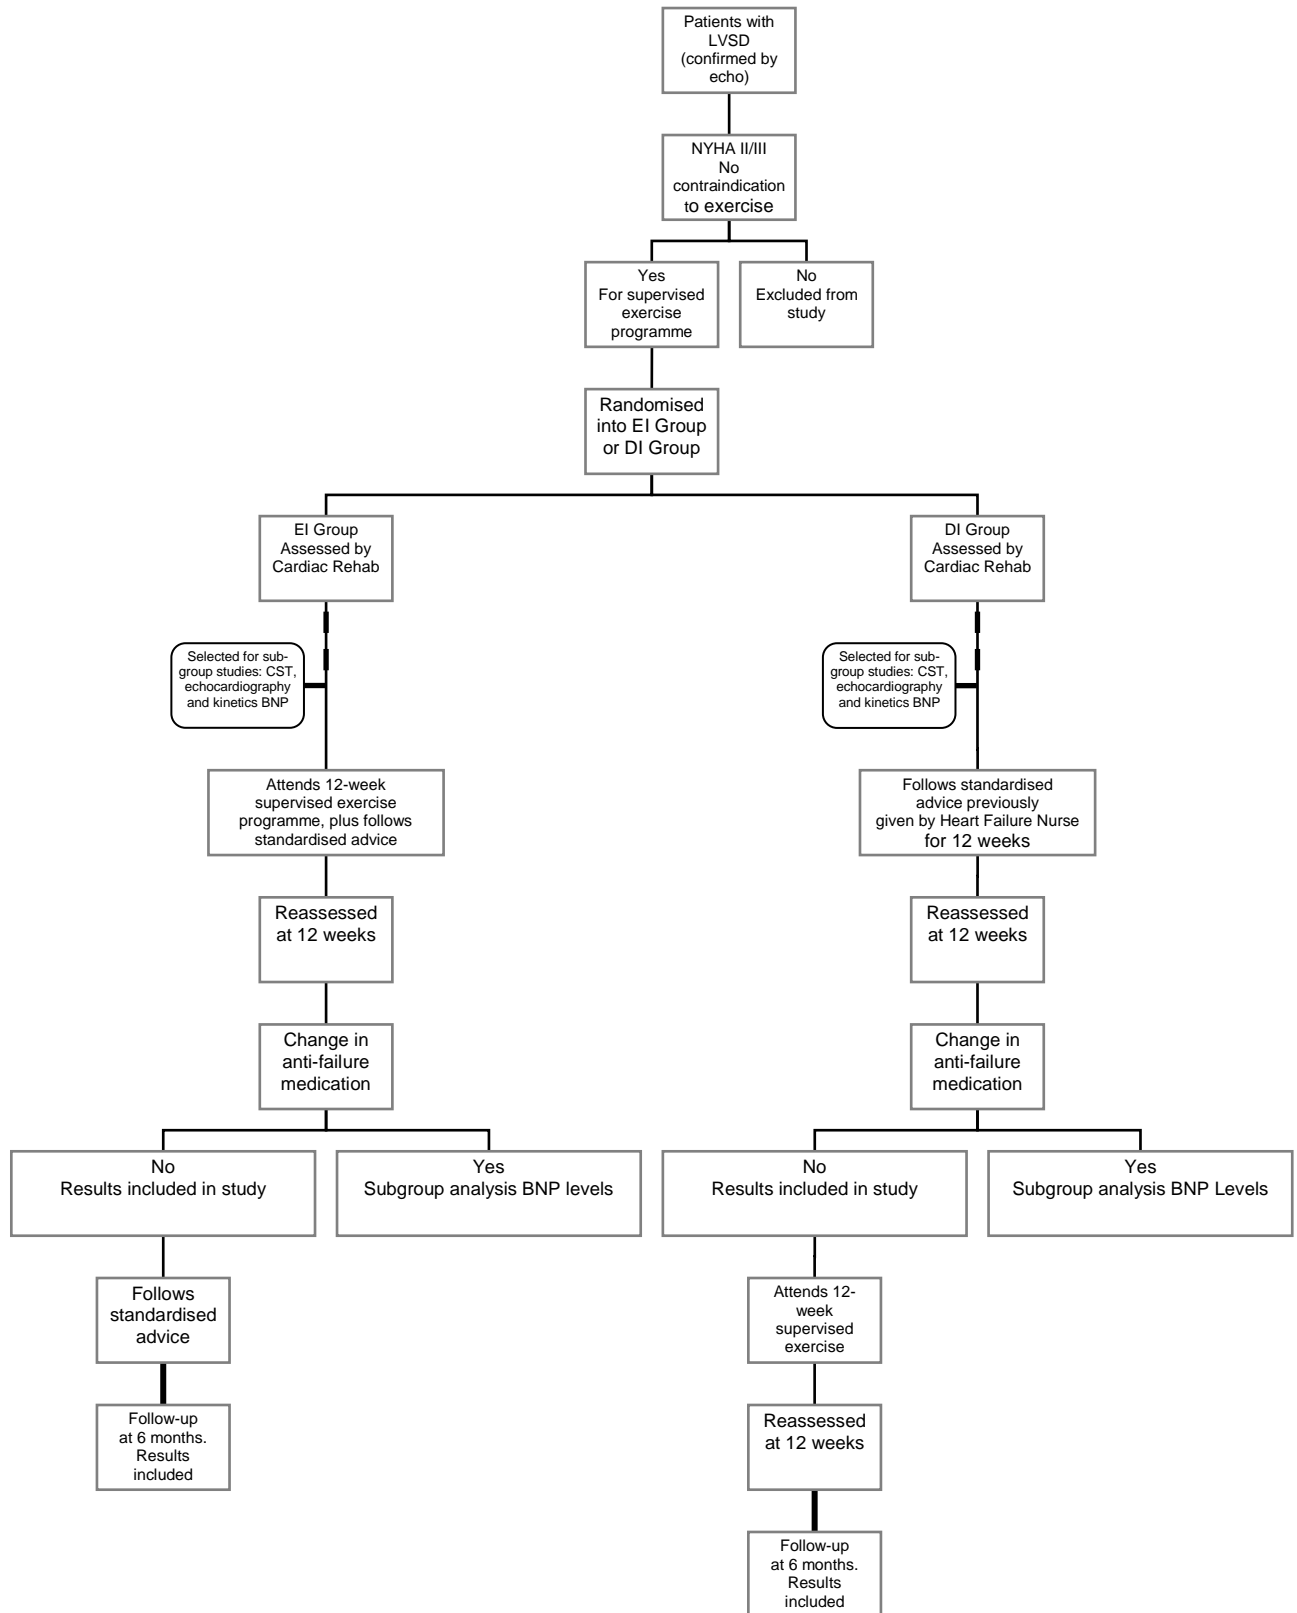 Patients with
LVSD
(confirmed by
echo)
NYHA II/III
No
contraindication
to exercise
Yes
For supervised
exercise
programme
No
Excluded from
study
Randomised
into EI Group
or DI Group
EI Group
Assessed by
Cardiac Rehab
DI Group
Assessed by
Cardiac Rehab
Selected for sub-
group studies: CST,
echocardiography
and kinetics BNP
Selected for sub-
group studies: CST,
echocardiography
and kinetics BNP
Attends 12-week
supervised exercise
programme, plus follows
standardised advice
Follows standardised
advice previously
given by Heart Failure Nurse
for 12 weeks
Reassessed
at 12 weeks
Reassessed
at 12 weeks
Change in
anti-failure
medication
Change in
anti-failure
medication
No
Results included in study
Yes
Subgroup analysis BNP levels
No
Results included in study
Yes
Subgroup analysis BNP Levels
Follows
standardised
advice
Attends 12-
week
supervised
exercise
Follow-up
at 6 months.
Results
included
Reassessed
at 12 weeks
Follow-up
at 6 months.
Results
included